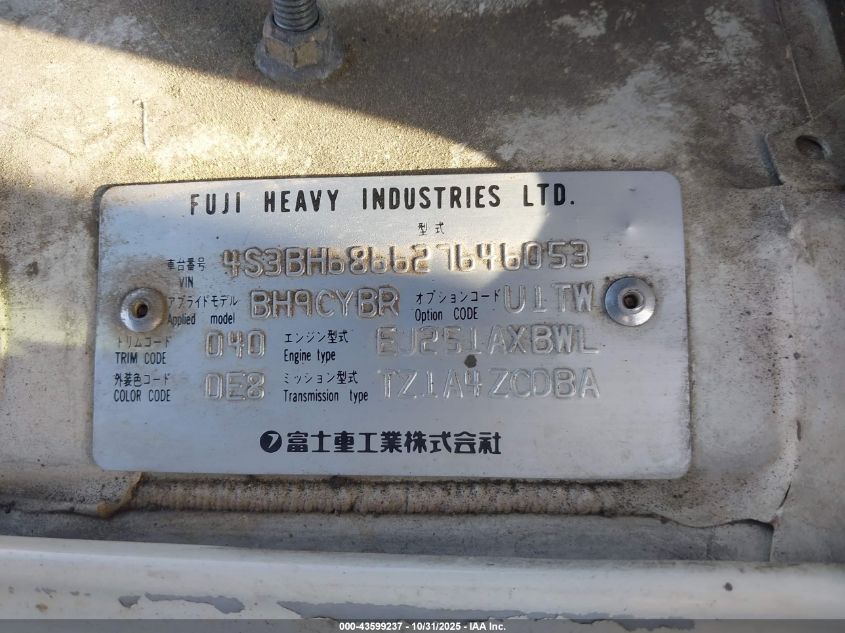 FUJI HEAVY INDUSTRIES LTD.
型式
車台番号 VIN 4S3BH686627646053
アプライドモデル Applied model BH9CYBR オプションコード Option CODE U1TW
トリムコード TRIM CODE 040 エンジン型式 Engine type EJ251AXBWL
外装色コード COLOR CODE 0E8 ミッション型式 Transmission type TZ1A4ZCDBA
富士重工業株式会社
000-43599237 - 10/31/2025 - IAA Inc.